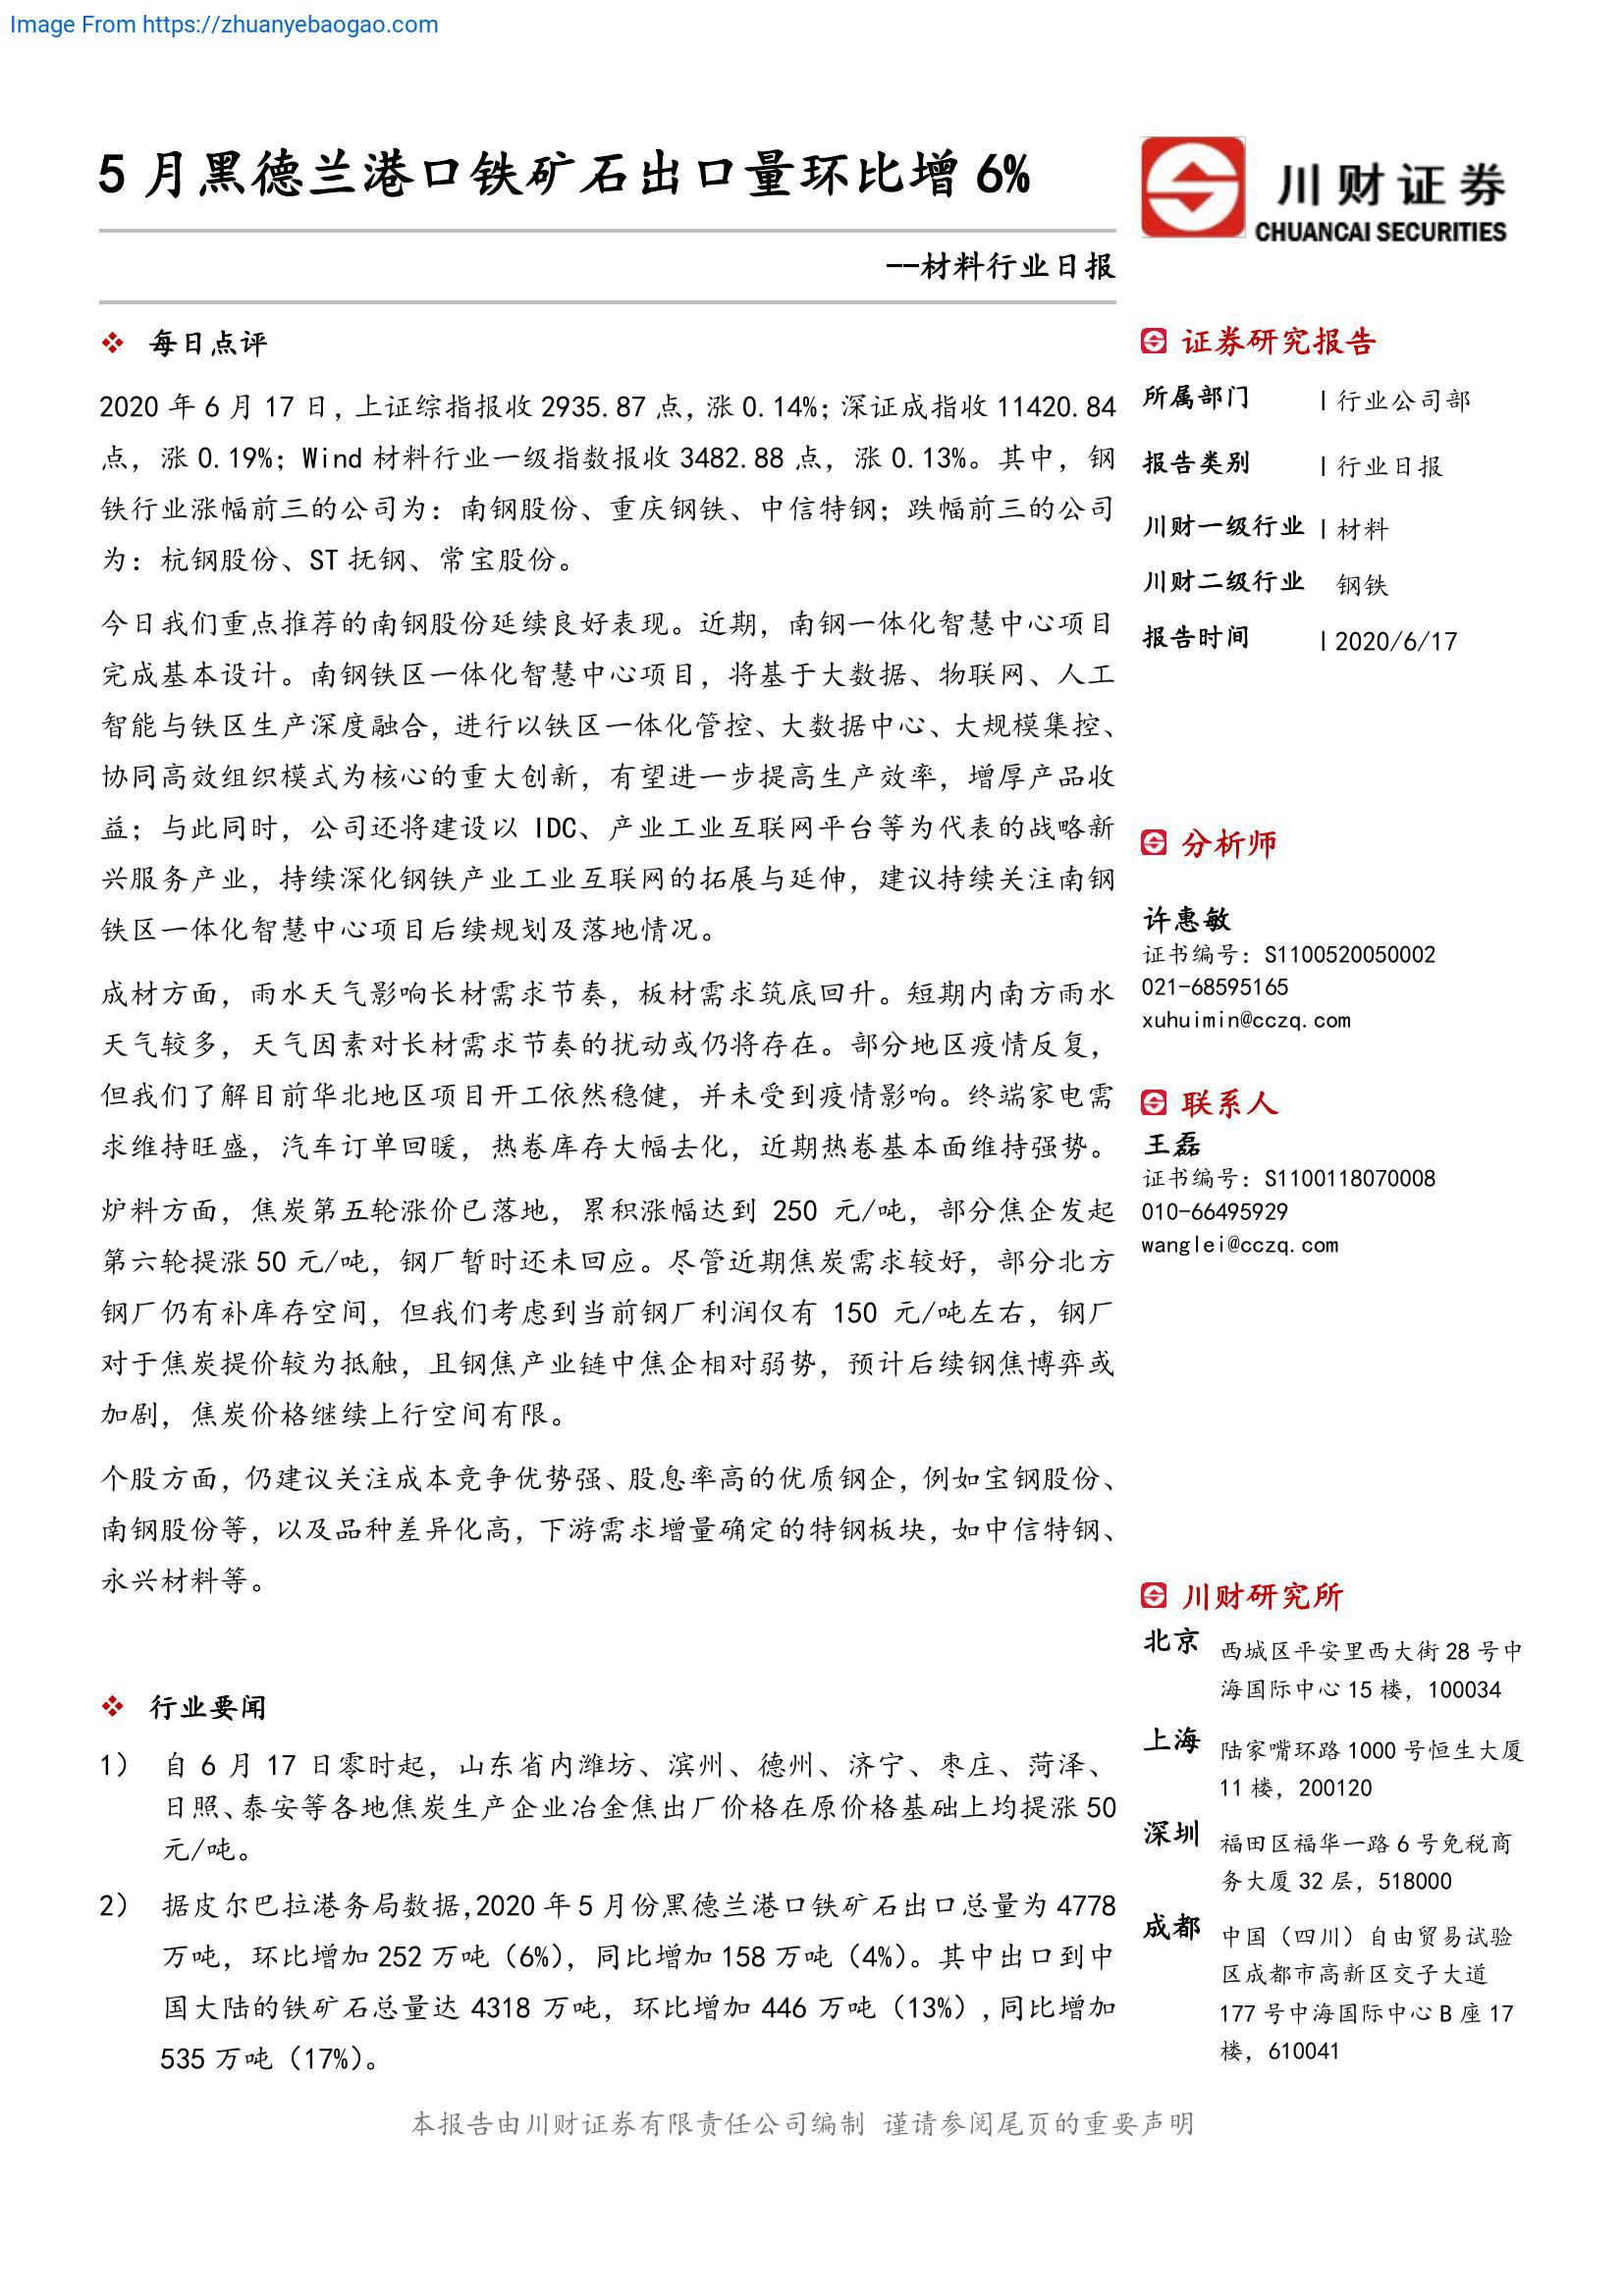 Image From https://zhuanyebaogao.com
5 月黑德兰港口铁矿石出口量环比增 6%
川财证券
CHUANCAI SECURITIES
--材料行业日报
每日点评
2020 年 6 月 17 日，上证综指报收 2935.87 点，涨 0.14%；深证成指收 11420.84
点，涨 0.19%；Wind 材料行业一级指数报收 3482.88 点，涨 0.13%。其中，钢
铁行业涨幅前三的公司为：南钢股份、重庆钢铁、中信特钢；跌幅前三的公司
为：杭钢股份、ST 抚钢、常宝股份。
今日我们重点推荐的南钢股份延续良好表现。近期，南钢一体化智慧中心项目
完成基本设计。南钢铁区一体化智慧中心项目，将基于大数据、物联网、人工
智能与铁区生产深度融合，进行以铁区一体化管控、大数据中心、大规模集控、
协同高效组织模式为核心的重大创新，有望进一步提高生产效率，增厚产品收
益；与此同时，公司还将建设以 IDC、产业工业互联网平台等为代表的战略新
兴服务产业，持续深化钢铁产业工业互联网的拓展与延伸，建议持续关注南钢
铁区一体化智慧中心项目后续规划及落地情况。
成材方面，雨水天气影响长材需求节奏，板材需求筑底回升。短期内南方雨水
天气较多，天气因素对长材需求节奏的扰动或仍将存在。部分地区疫情反复，
但我们了解目前华北地区项目开工依然稳健，并未受到疫情影响。终端家电需
求维持旺盛，汽车订单回暖，热卷库存大幅去化，近期热卷基本面维持强势。
炉料方面，焦炭第五轮涨价已落地，累积涨幅达到 250 元/吨，部分焦企发起
第六轮提涨 50 元/吨，钢厂暂时还未回应。尽管近期焦炭需求较好，部分北方
钢厂仍有补库存空间，但我们考虑到当前钢厂利润仅有 150 元/吨左右，钢厂
对于焦炭提价较为抵触，且钢焦产业链中焦企相对弱势，预计后续钢焦博弈或
加剧，焦炭价格继续上行空间有限。
个股方面，仍建议关注成本竞争优势强、股息率高的优质钢企，例如宝钢股份、
南钢股份等，以及品种差异化高，下游需求增量确定的特钢板块，如中信特钢、
永兴材料等。
行业要闻
1） 自 6 月 17 日零时起，山东省内潍坊、滨州、德州、济宁、枣庄、菏泽、
日照、泰安等各地焦炭生产企业冶金焦出厂价格在原价格基础上均提涨 50
元/吨。
2） 据皮尔巴拉港务局数据,2020 年 5 月份黑德兰港口铁矿石出口总量为 4778
万吨，环比增加 252 万吨（6%），同比增加 158 万吨（4%）。其中出口到中
国大陆的铁矿石总量达 4318 万吨，环比增加 446 万吨（13%）,同比增加
535 万吨（17%）。
证券研究报告
所属部门 | 行业公司部
报告类别 | 行业日报
川财一级行业 | 材料
川财二级行业 钢铁
报告时间 | 2020/6/17
分析师
许惠敏
证书编号：S1100520050002
021-68595165
xuhuimin@cczq.com
联系人
王磊
证书编号：S1100118070008
010-66495929
wanglei@cczq.com
川财研究所
北京 西城区平安里西大街 28 号中
海国际中心 15 楼，100034
上海 陆家嘴环路 1000 号恒生大厦
11 楼，200120
深圳 福田区福华一路 6 号免税商
务大厦 32 层，518000
成都 中国（四川）自由贸易试验
区成都市高新区交子大道
177 号中海国际中心 B 座 17
楼，610041
本报告由川财证券有限责任公司编制 谨请参阅尾页的重要声明